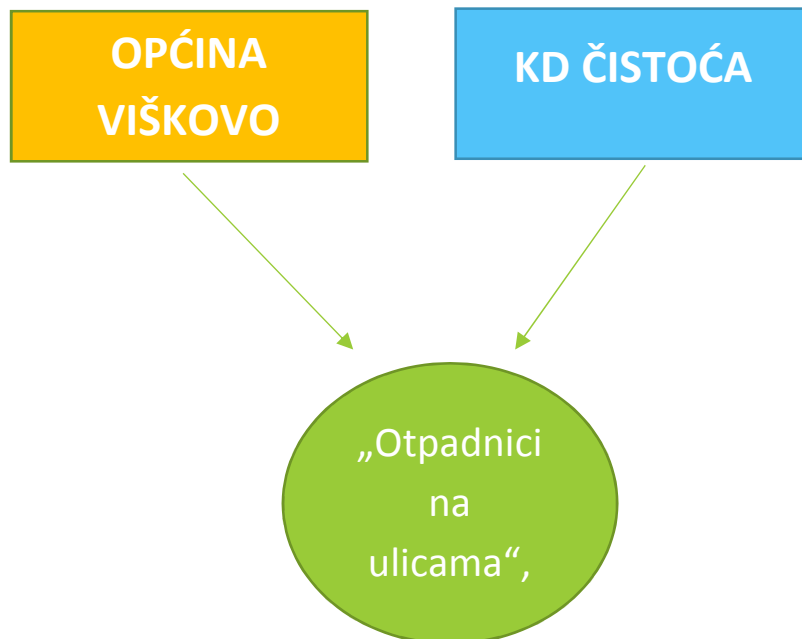 OPĆINA
VIŠKOVO
KD ČISTOĆA
„Otpadnici
na
ulicama“,